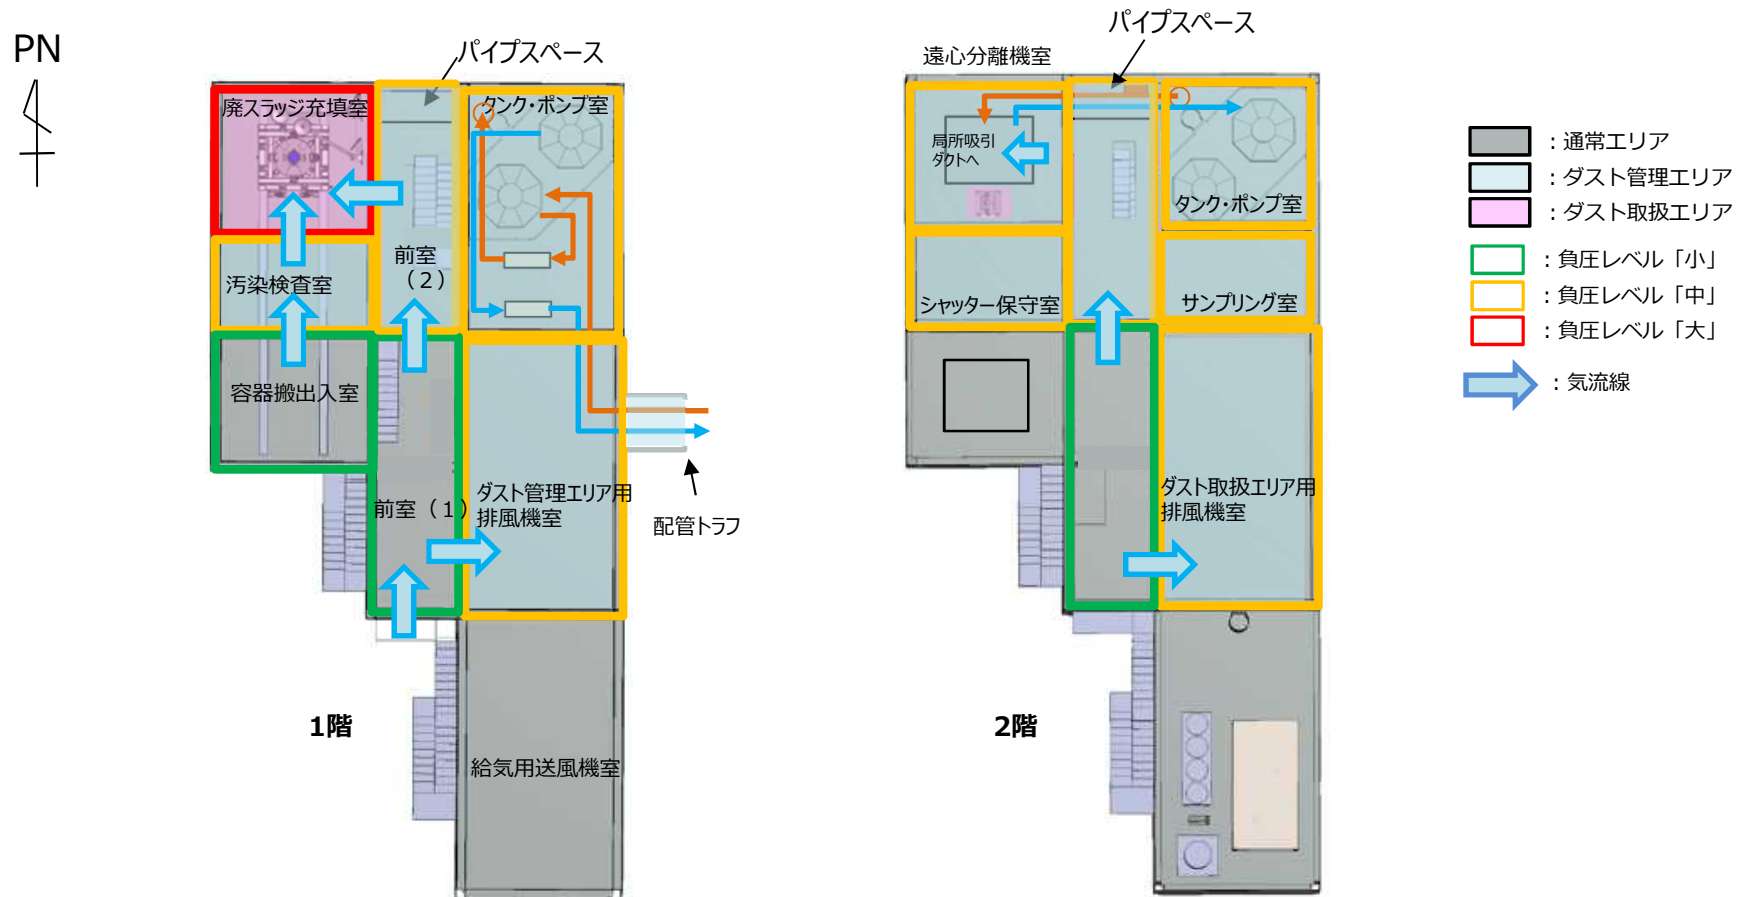 PN
パイプスペース
廃スラッジ充填室
タンク・ポンプ室
前室
（２）
汚染検査室
容器搬出入室
前室（１）
ダスト管理エリア用
排風機室
配管トラフ
1階
給気用送風機室
パイプスペース
遠心分離機室
局所吸引
ダクトへ
タンク・ポンプ室
シャッター保守室
サンプリング室
ダスト取扱エリア用
排風機室
2階
：通常エリア
：ダスト管理エリア
：ダスト取扱エリア
：負圧レベル「小」
：負圧レベル「中」
：負圧レベル「大」
：気流線